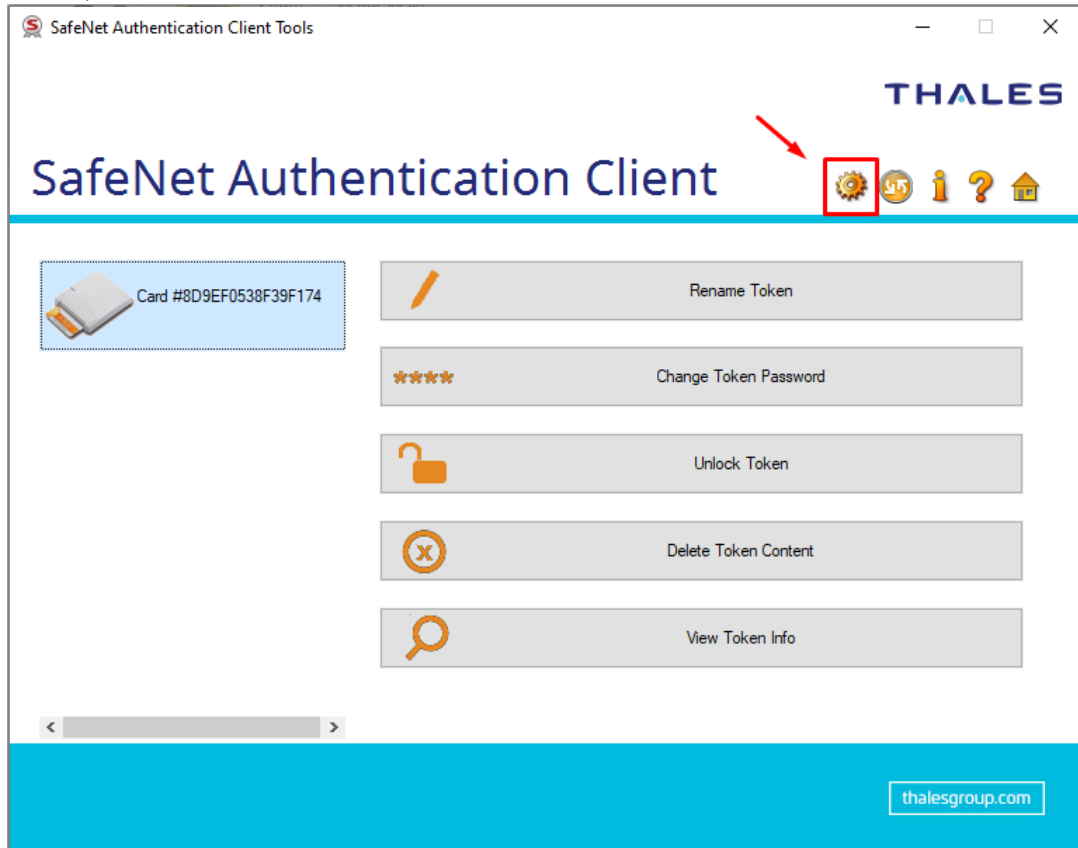 SafeNet Authentication Client Tools
THALES
SafeNet Authentication Client
Card #8D9EF0538F39F174
Rename Token
****
Change Token Password
Unlock Token
Delete Token Content
View Token Info
thalesgroup.com